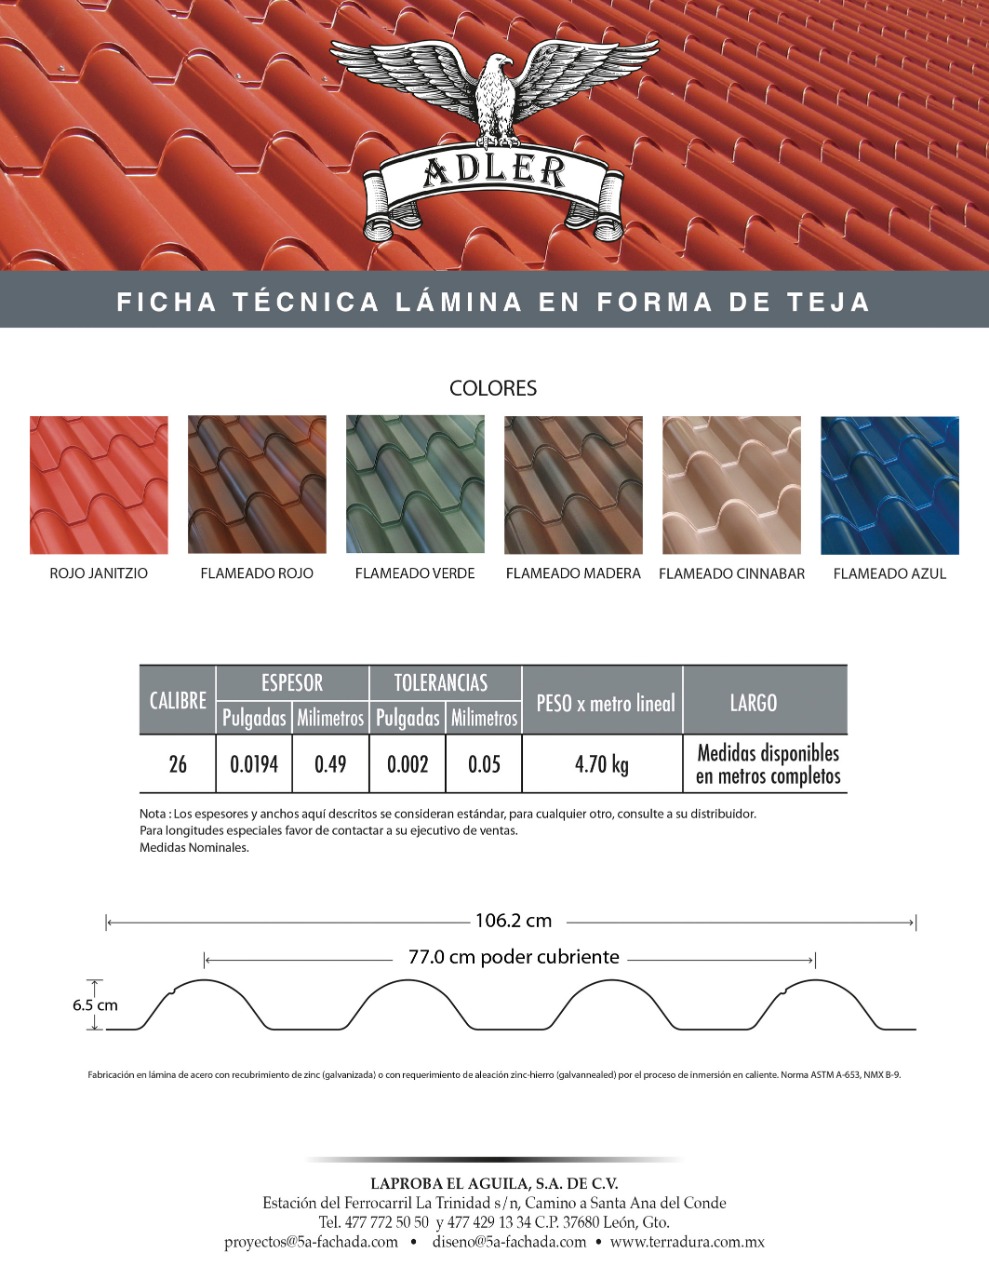 ADLER
FICHA TÉCNICA LÁMINA EN FORMA DE TEJA
COLORES
ROJO JANITZIO FLAMEADO ROJO FLAMEADO VERDE FLAMEADO MADERA FLAMEADO CINNABAR FLAMEADO AZUL
CALIBRE ESPESOR TOLERANCIAS PESO x metro lineal LARGO
Pulgadas Milimetros Pulgadas Milimetros
26 0.0194 0.49 0.002 0.05 4.70 kg Medidas disponibles
en metros completos
Nota : Los espesores y anchos aquí descritos se consideran estándar, para cualquier otro, consulte a su distribuidor.
Para longitudes especiales favor de contactar a su ejecutivo de ventas.
Medidas Nominales.
106.2 cm
77.0 cm poder cubriente
6.5 cm
Fabricación en lámina de acero con recubrimiento de zinc (galvanizada) o con requerimiento de aleación zinc-hierro (galvannealed) por el proceso de inmersión en caliente. Norma ASTM A-653, NMX B-9.
LAPROBA EL AGUILA, S.A. DE C.V.
Estación del Ferrocarril La Trinidad s/n, Camino a Santa Ana del Conde
Tel. 477 772 50 50 y 477 429 13 34 C.P. 37680 León, Gto.
proyectos@5a-fachada.com • diseno@5a-fachada.com • www.terradura.com.mx